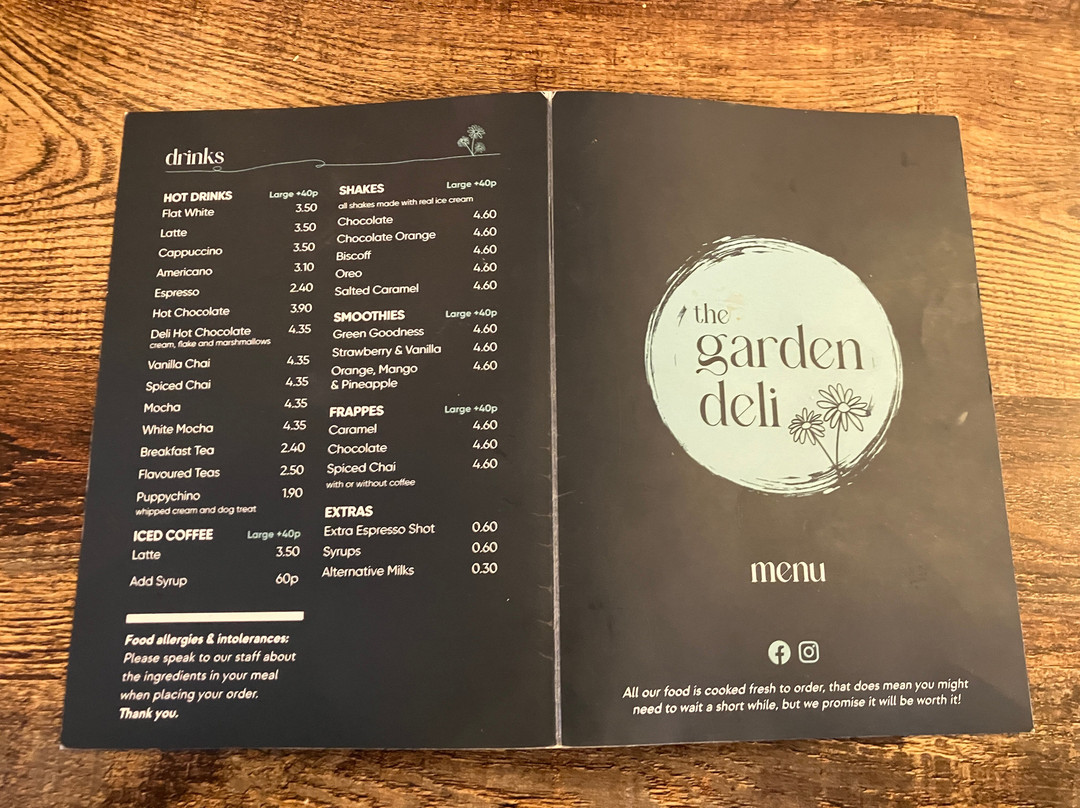 drinks
HOT DRINKS Large +40p
Flat White 3.50
Latte 3.50
Cappuccino 3.50
Americano 3.10
Espresso 2.40
Hot Chocolate 3.90
Deli Hot Chocolate 4.35
cream, flake and marshmallows
Vanilla Chai 4.35
Spiced Chai 4.35
Mocha 4.35
White Mocha 4.35
Breakfast Tea 2.40
Flavoured Teas 2.50
Puppychino 1.90
whipped cream and dog treat
ICED COFFEE Large +40p
Latte 3.50
Add Syrup 60p
Food allergies & intolerances:
Please speak to our staff about
the ingredients in your meal
when placing your order.
Thank you.
SHAKES Large +40p
all shakes made with real ice cream
Chocolate 4.60
Chocolate Orange 4.60
Biscoff 4.60
Oreo 4.60
Salted Caramel 4.60
SMOOTHIES Large +40p
Green Goodness 4.60
Strawberry & Vanilla 4.60
Orange, Mango 4.60
& Pineapple
FRAPPES Large +40p
Caramel 4.60
Chocolate 4.60
Spiced Chai 4.60
with or without coffee
EXTRAS
Extra Espresso Shot 0.60
Syrups 0.60
Alternative Milks 0.30
the
garden
deli
menu
All our food is cooked fresh to order, that does mean you might
need to wait a short while, but we promise it will be worth it!